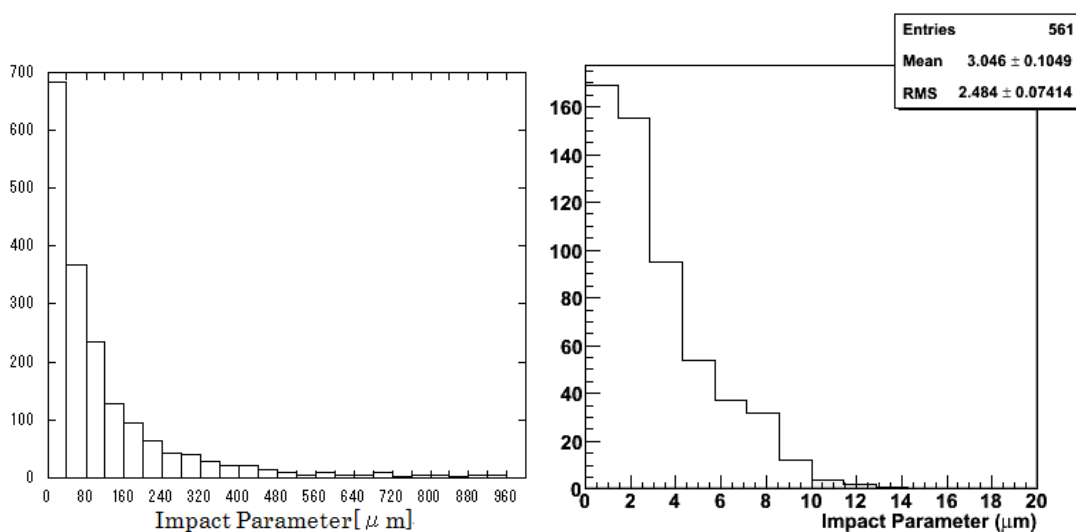 700
600
500
400
300
200
100
0
0 80 160 240 320 400 480 560 640 720 800 880 960
Impact Parameter[μm]
Entries 561
Mean 3.046 ± 0.1049
RMS 2.484 ± 0.07414
160
140
120
100
80
60
40
20
0
0 2 4 6 8 10 12 14 16 18 20
Impact Parameter (μm)